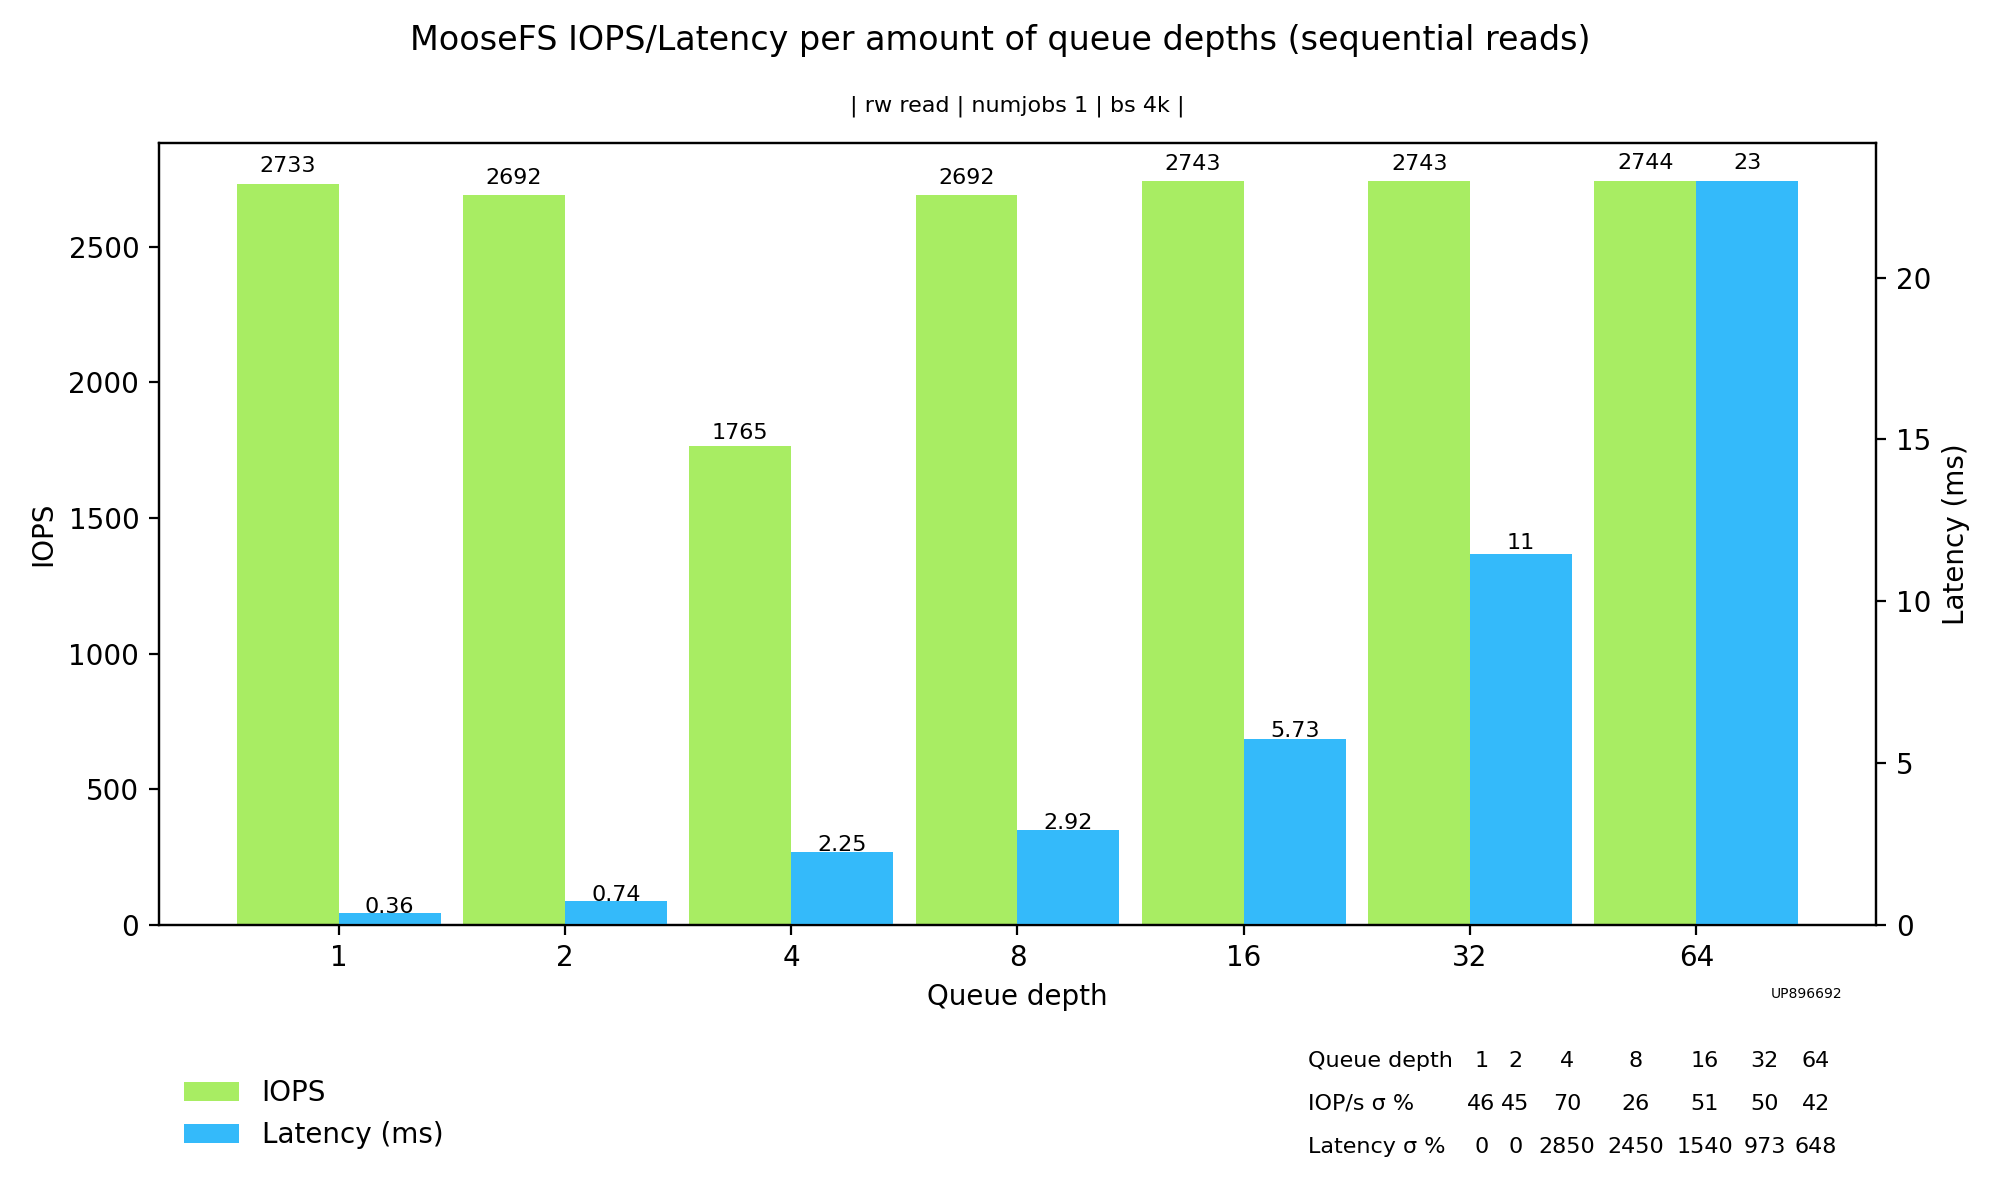 MooseFS IOPS/Latency per amount of queue depths (sequential reads)
| rw read | numjobs 1 | bs 4k |
2733 2692 1765 2692 2743 2743 2744 23
0.36 0.74 2.25 2.92 5.73 11
2500
2000
1500
1000
500
0
IOPS
20
15
10
5
0
Latency (ms)
1 2 4 8 16 32 64
Queue depth
UP896692
IOPS
Latency (ms)
Queue depth 1 2 4 8 16 32 64
IOP/s σ % 46 45 70 26 51 50 42
Latency σ % 0 0 2850 2450 1540 973 648